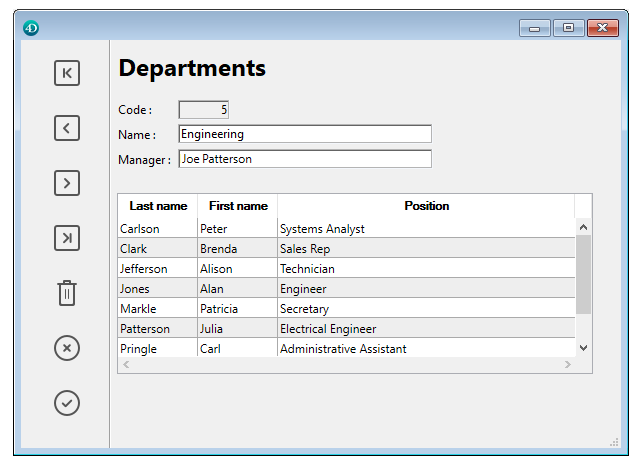 4D
Departments
Code : 5
Name : Engineering
Manager : Joe Patterson
Last name First name Position
Carlson Peter Systems Analyst
Clark Brenda Sales Rep
Jefferson Alison Technician
Jones Alan Engineer
Markle Patricia Secretary
Patterson Julia Electrical Engineer
Pringle Carl Administrative Assistant